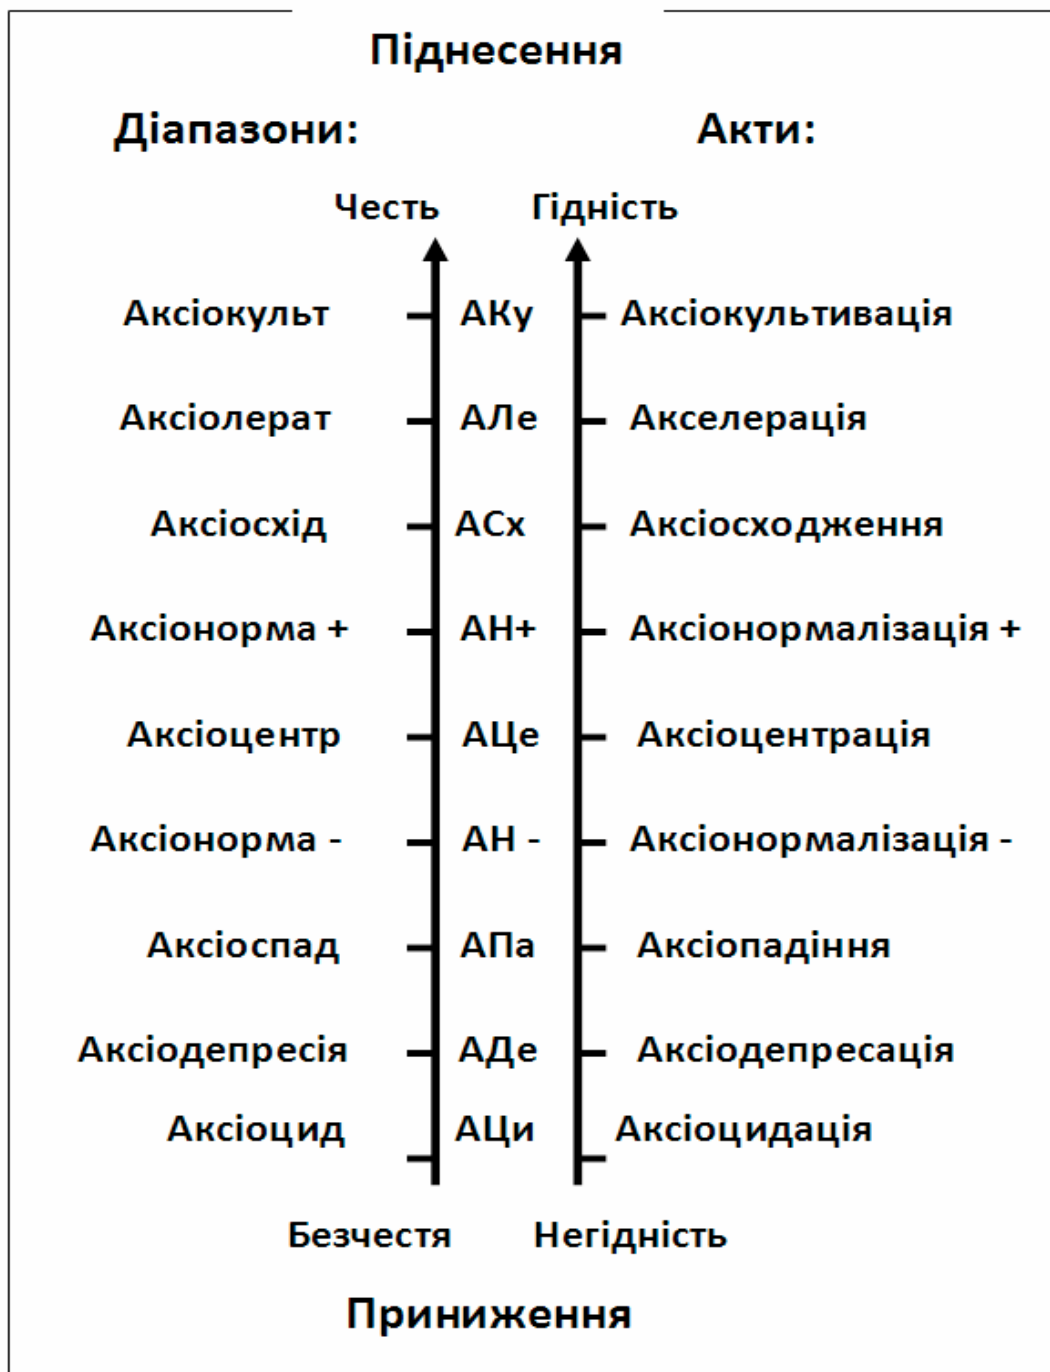 Піднесення
Діапазони: Акти:
Честь Гідність
Аксіокульт АКу Аксіокультивація
Аксіолерат АЛе Акселерація
Аксіосхід АСх Аксіосходження
Аксіонорма + АН+ Аксіонормалізація +
Аксіоцентр АЦе Аксіоцентрація
Аксіонорма - АН - Аксіонормалізація -
Аксіоспад АПа Аксіопадіння
Аксіодепресія АДе Аксіодепресація
Аксіоцид АЦи Аксіоцидація
Безчестя Негідність
Приниження